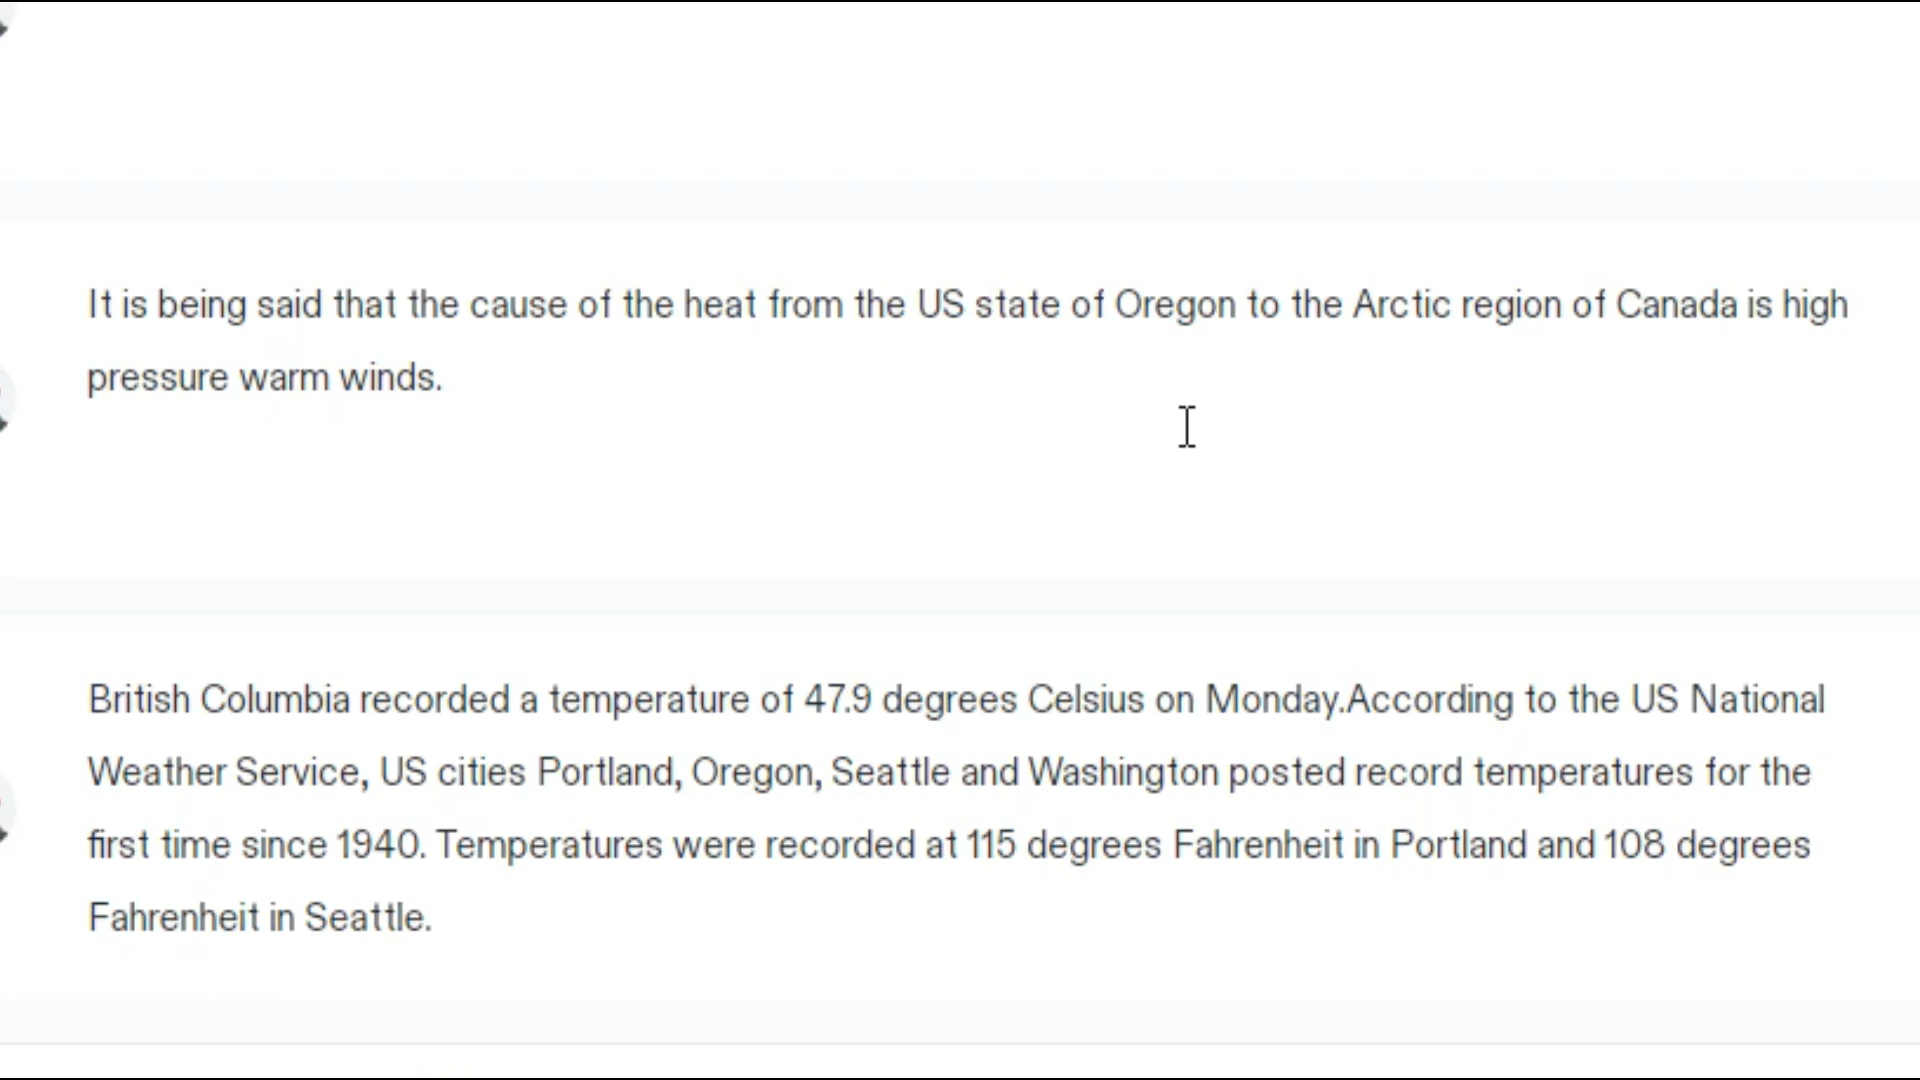 It is being said that the cause of the heat from the US state of Oregon to the Arctic region of Canada is high
pressure warm winds.
British Columbia recorded a temperature of 47.9 degrees Celsius on Monday.According to the US National
Weather Service, US cities Portland, Oregon, Seattle and Washington posted record temperatures for the
first time since 1940. Temperatures were recorded at 115 degrees Fahrenheit in Portland and 108 degrees
Fahrenheit in Seattle.